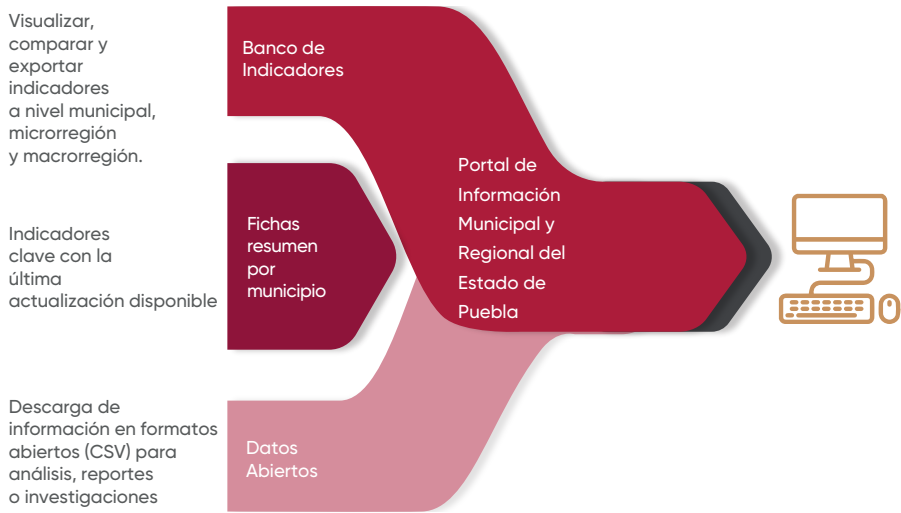 Visualizar,
comparar y
exportar
indicadores
a nivel municipal,
microrregión
y macrorregión.
Banco de
Indicadores
Indicadores
clave con la
última
actualización disponible
Fichas
resumen
por
municipio
Descarga de
información en formatos
abiertos (CSV) para
análisis, reportes
o investigaciones
Datos
Abiertos
Portal de
Información
Municipal y
Regional del
Estado de
Puebla